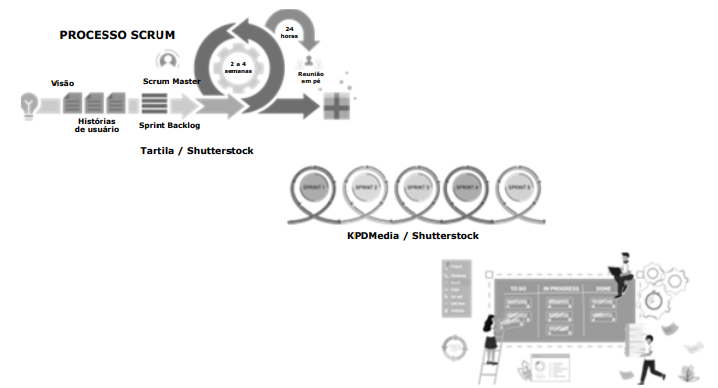 PROCESSO SCRUM
24
horas
2 a 4
semanas
Reunião
em pé
Visão
Scrum Master
Histórias
de usuário
Sprint Backlog
Tartila / Shutterstock
SPRINT 1
SPRINT 2
SPRINT 3
SPRINT 4
SPRINT 5
KPDMedia / Shutterstock
TO DO
IN PROGRESS
DONE